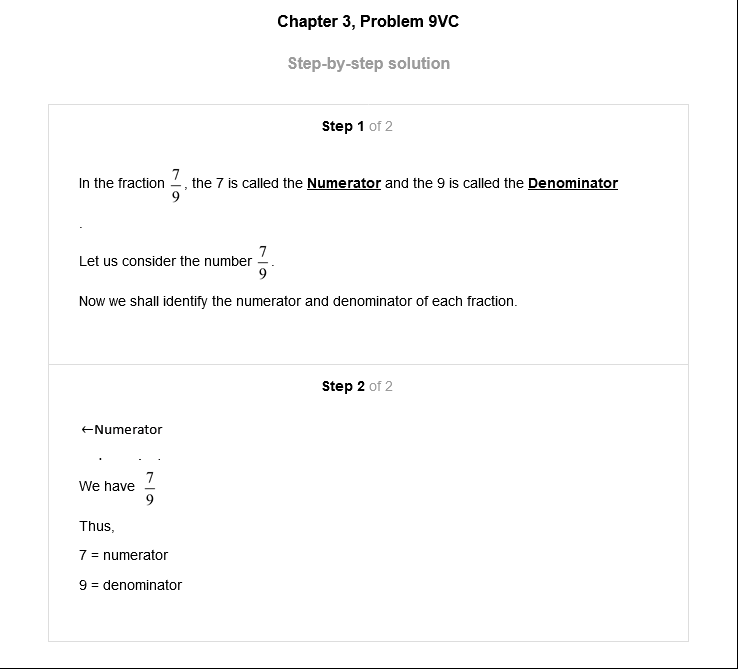 Chapter 3, Problem 9VC
Step-by-step solution
Step 1 of 2
In the fraction 7/9, the 7 is called the Numerator and the 9 is called the Denominator
.
Let us consider the number 7/9.
Now we shall identify the numerator and denominator of each fraction.
Step 2 of 2
←Numerator
We have 7/9
Thus,
7 = numerator
9 = denominator